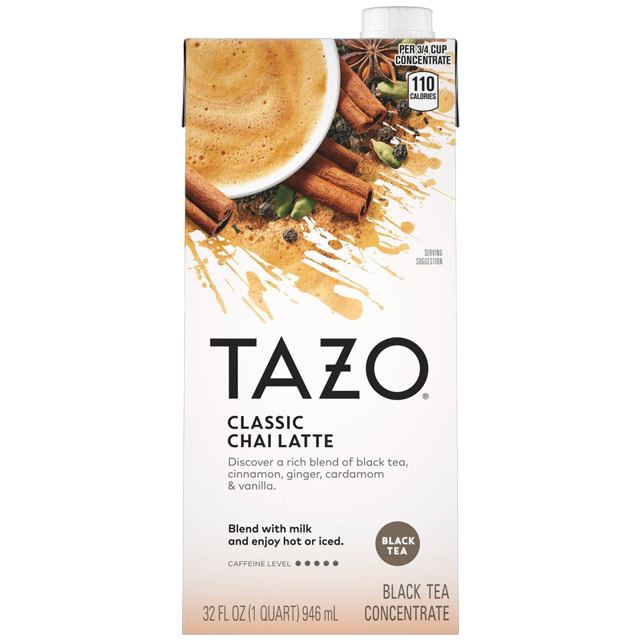 PER 3/4 CUP
CONCENTRATE
110
CALORIES
SERVING
SUGGESTION
TAZO®
CLASSIC
CHAI LATTE
Discover a rich blend of black tea,
cinnamon, ginger, cardamom
& vanilla.
Blend with milk
and enjoy hot or iced.
BLACK
TEA
CAFFEINE LEVEL ●●●●●
BLACK TEA
32 FL OZ (1 QUART) 946 mL CONCENTRATE